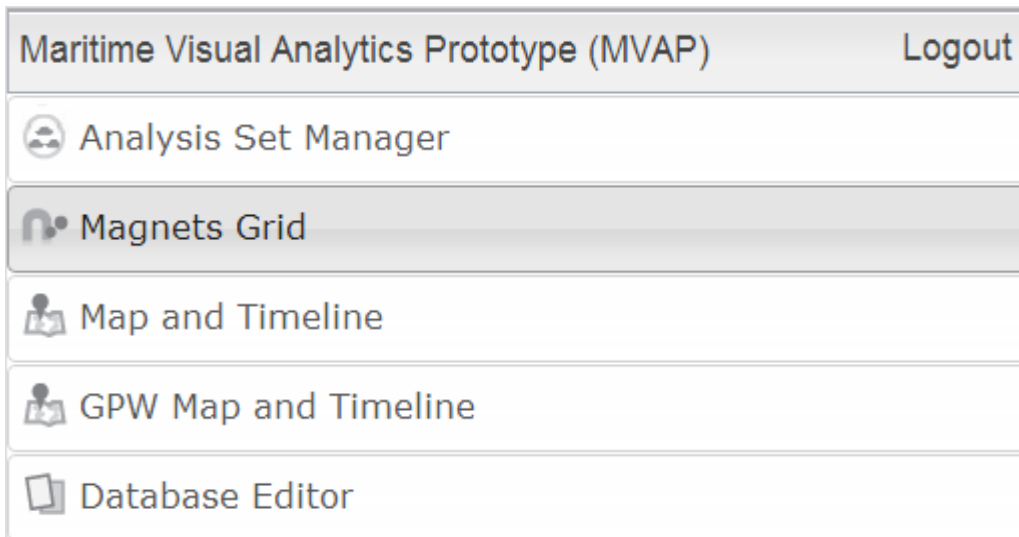 Maritime Visual Analytics Prototype (MVAP) Logout
Analysis Set Manager
Magnets Grid
Map and Timeline
GPW Map and Timeline
Database Editor